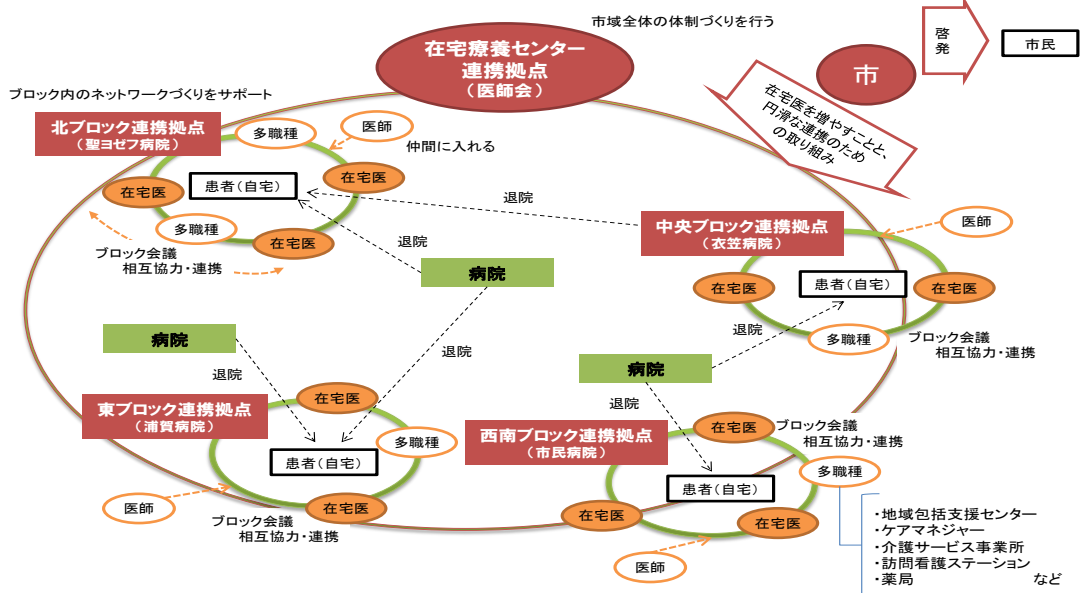 市域全体の体制づくりを行う
在宅療養センター
連携拠点
（医師会）
市
啓
発
市民
在宅医を増やすことと、
円滑な連携のため
の取り組み
ブロック内のネットワークづくりをサポート
北ブロック連携拠点
（聖ヨゼフ病院）
多職種
医師
仲間に入れる
在宅医
患者（自宅）
在宅医
多職種
在宅医
ブロック会議
相互協力・連携
退院
退院
病院
退院
中央ブロック連携拠点
（衣笠病院）
医師
在宅医
患者（自宅）
在宅医
多職種
退院
ブロック会議
相互協力・連携
病院
退院
東ブロック連携拠点
（浦賀病院）
在宅医
多職種
患者（自宅）
医師
在宅医
ブロック会議
相互協力・連携
病院
退院
西南ブロック連携拠点
（市民病院）
在宅医
ブロック会議
相互協力・連携
多職種
患者（自宅）
在宅医
在宅医
医師
・地域包括支援センター
・ケアマネジャー
・介護サービス事業所
・訪問看護ステーション
・薬局　　　　　　　　など